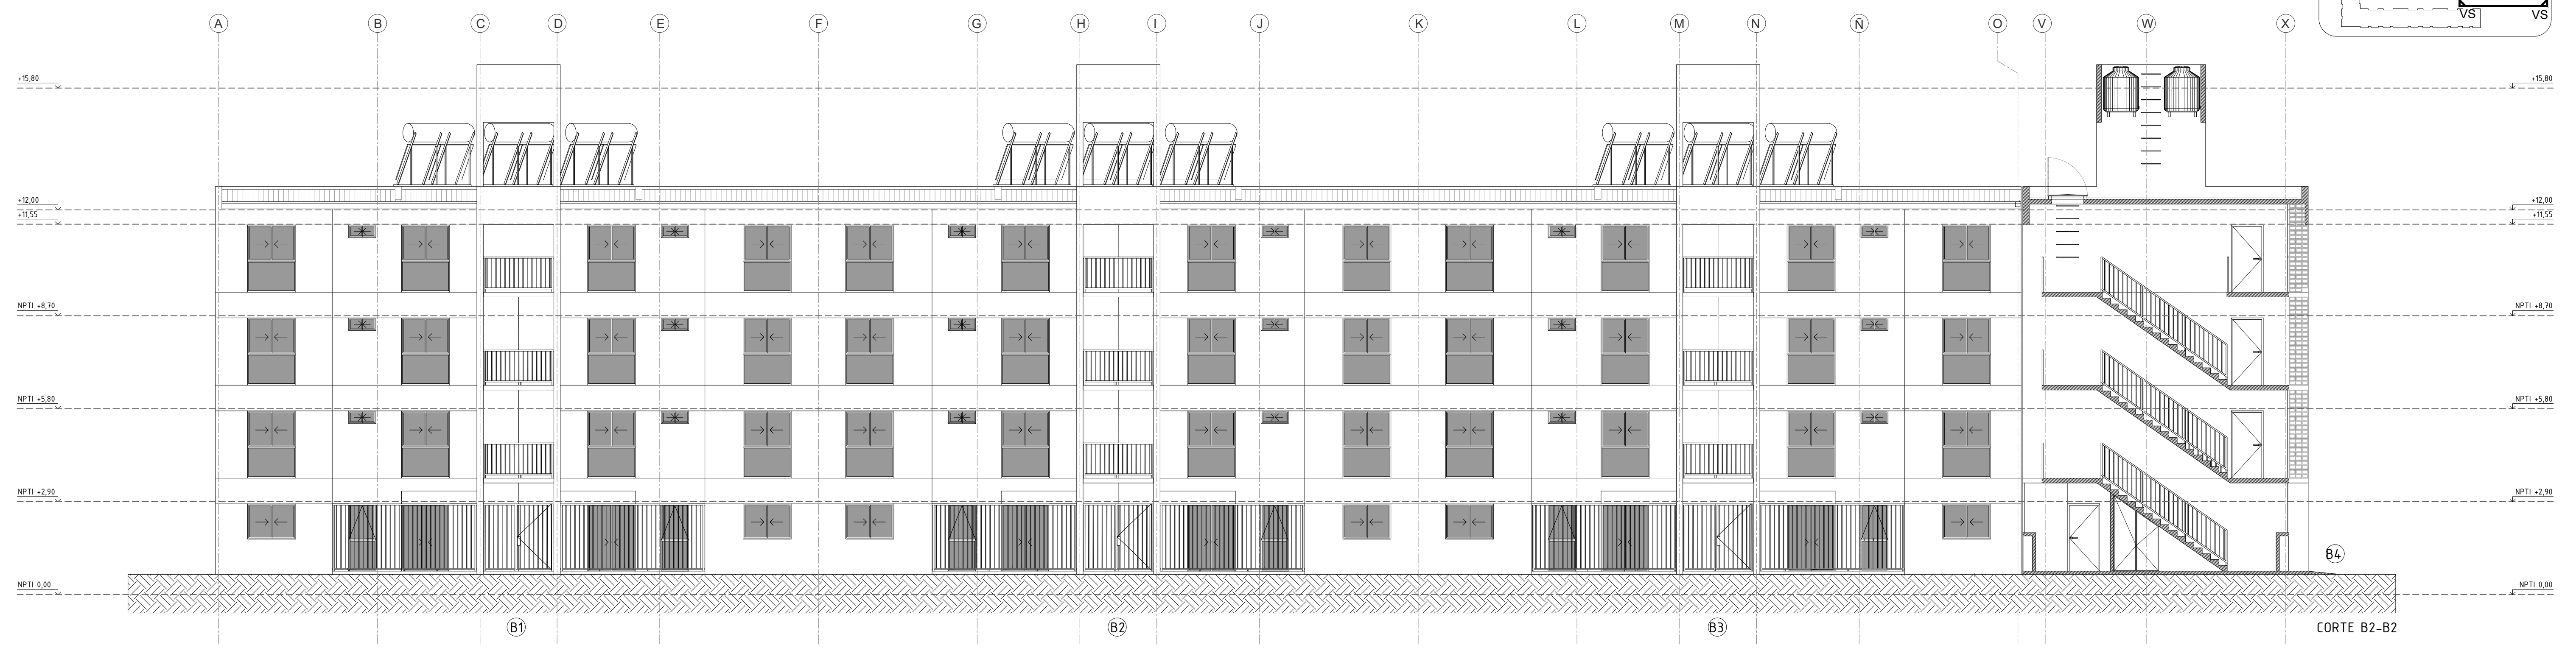 VS VS
A B C D E F G H I J K L M N Ñ O V W X
+15,80 +15,80
+12,00 +12,00
+11,55 +11,55
NPTI +8,70 NPTI +8,70
NPTI +5,80 NPTI +5,80
NPTI +2,90 NPTI +2,90
B4
NPTI 0,00 NPTI 0,00
B1 B2 B3 CORTE B2-B2